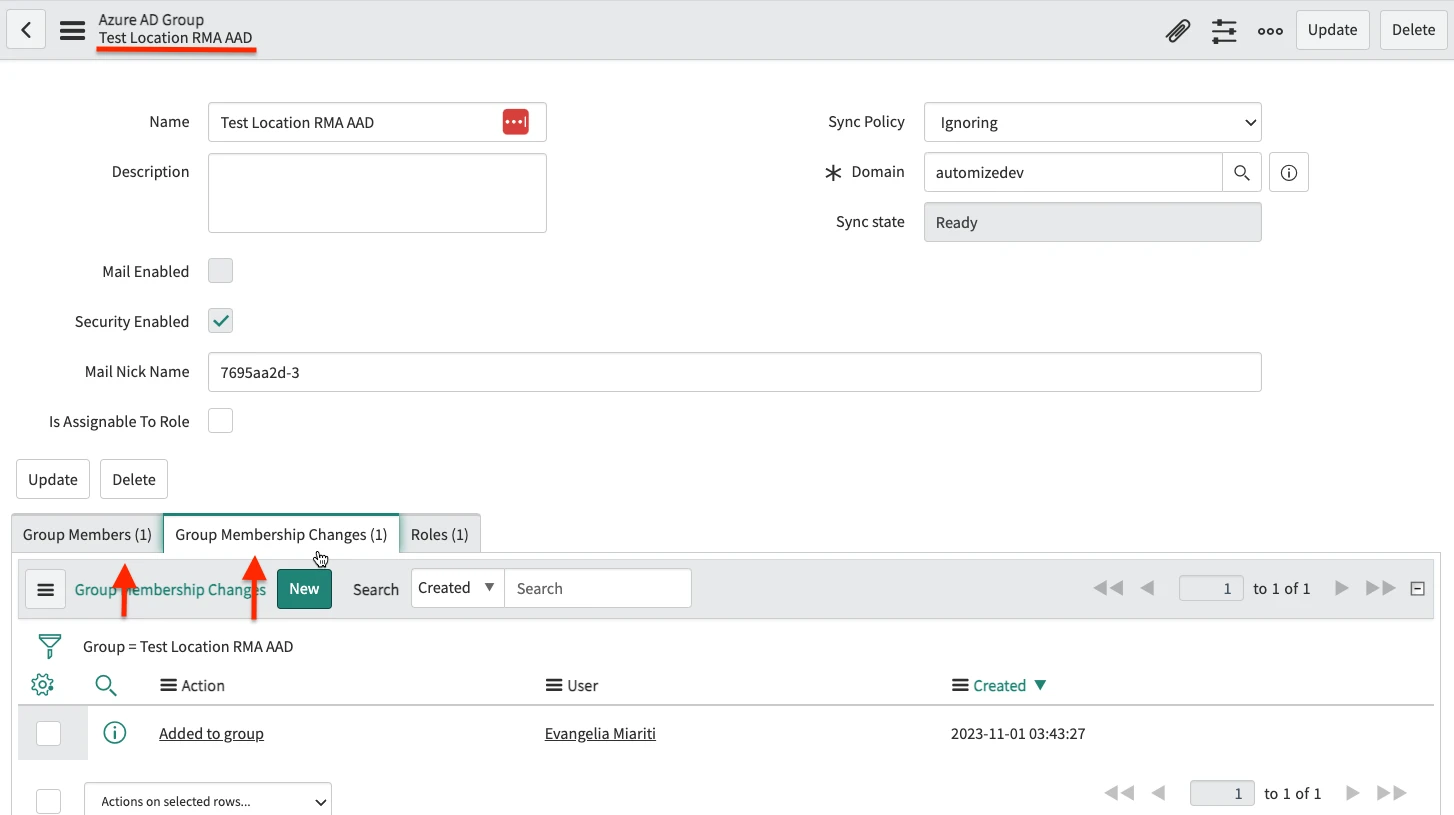 Azure AD Group
Test Location RMA AAD
Update
Delete
Name
Test Location RMA AAD
Sync Policy
Ignoring
Description
Domain
automizedev
Sync state
Ready
Mail Enabled
Security Enabled
Mail Nick Name
7695aa2d-3
Is Assignable To Role
Update
Delete
Group Members (1)
Group Membership Changes (1)
Roles (1)
Group Membership Changes
New
Search
Created
Search
1 to 1 of 1
Group = Test Location RMA AAD
Action
User
Created
Added to group
Evangelia Miariti
2023-11-01 03:43:27
Actions on selected rows...
1 to 1 of 1